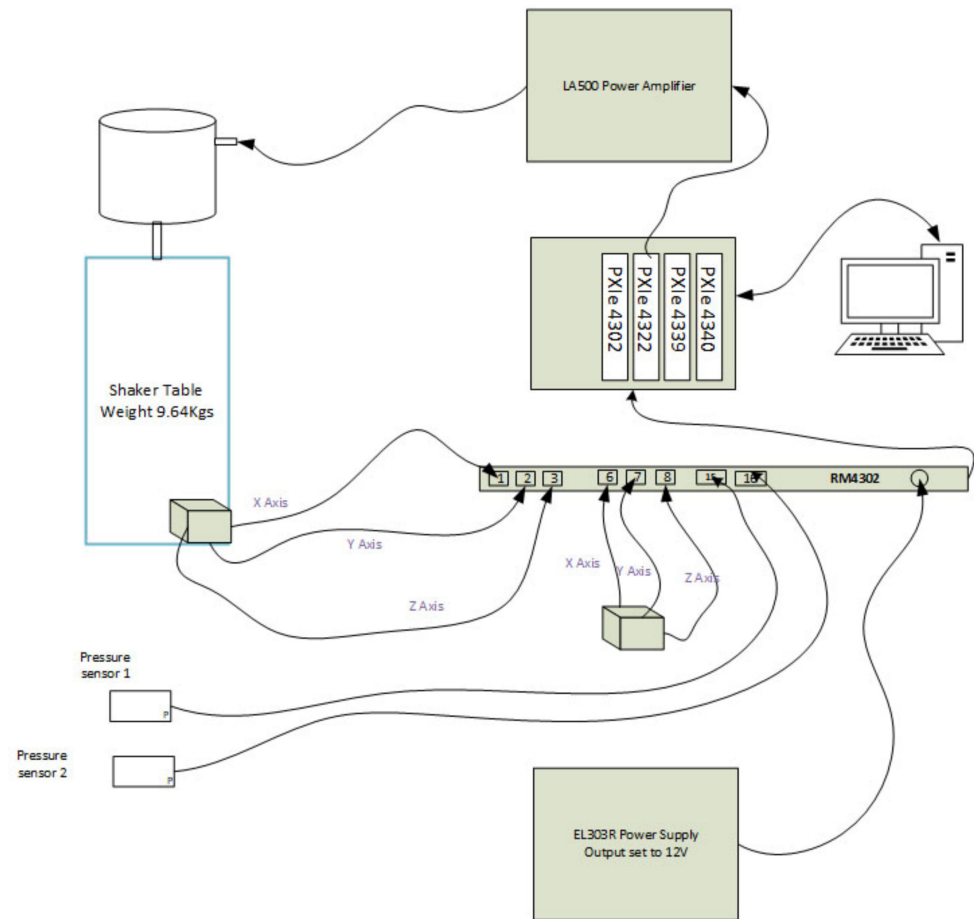 LA500 Power Amplifier
PXIe 4302
PXIe 4322
PXIe 4339
PXIe 4340
Shaker Table
Weight 9.64Kgs
1 2 3 6 7 8 15 16 RM4302
X Axis
Y Axis
Z Axis
X Axis
Y Axis
Z Axis
Pressure
sensor 1
P
Pressure
sensor 2
P
EL303R Power Supply
Output set to 12V